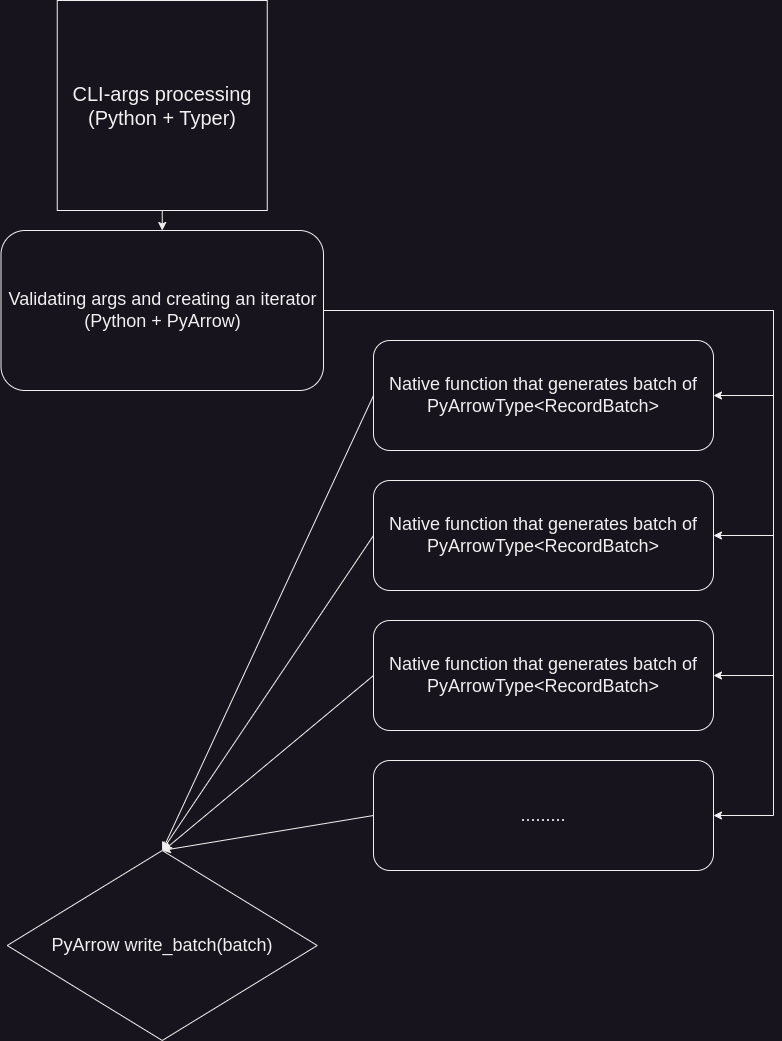 CLI-args processing
(Python + Typer)
Validating args and creating an iterator
(Python + PyArrow)
Native function that generates batch of
PyArrowType<RecordBatch>
Native function that generates batch of
PyArrowType<RecordBatch>
Native function that generates batch of
PyArrowType<RecordBatch>
.........
PyArrow write_batch(batch)